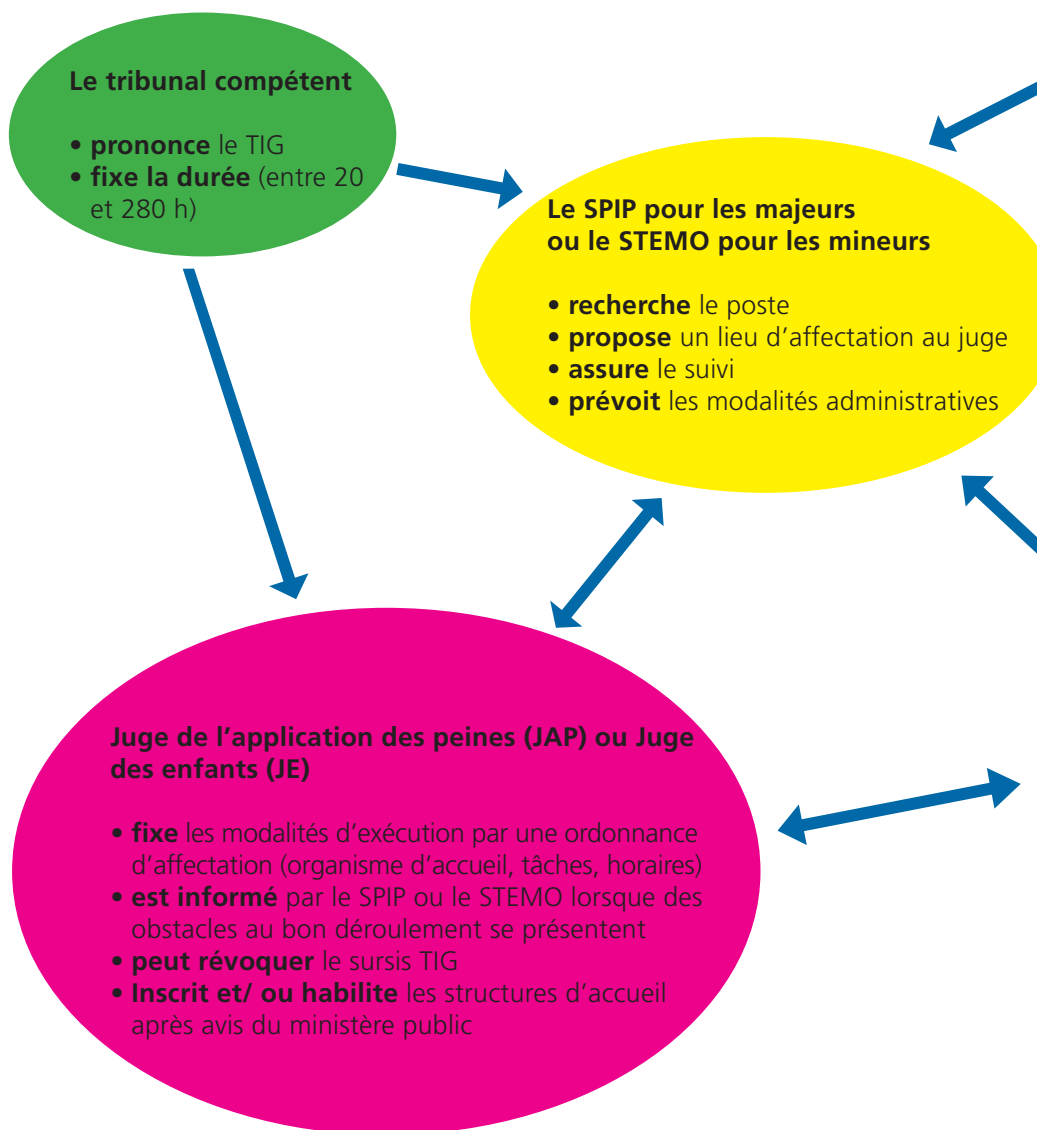 Le tribunal compétent
• prononce le TIG
• fixe la durée (entre 20
et 280 h)
Le SPIP pour les majeurs
ou le STEMO pour les mineurs
• recherche le poste
• propose un lieu d’affectation au juge
• assure le suivi
• prévoit les modalités administratives
Juge de l’application des peines (JAP) ou Juge
des enfants (JE)
• fixe les modalités d’exécution par une ordonnance
d’affectation (organisme d’accueil, tâches, horaires)
• est informé par le SPIP ou le STEMO lorsque des
obstacles au bon déroulement se présentent
• peut révoquer le sursis TIG
• Inscrit et/ ou habilite les structures d’accueil
après avis du ministère public